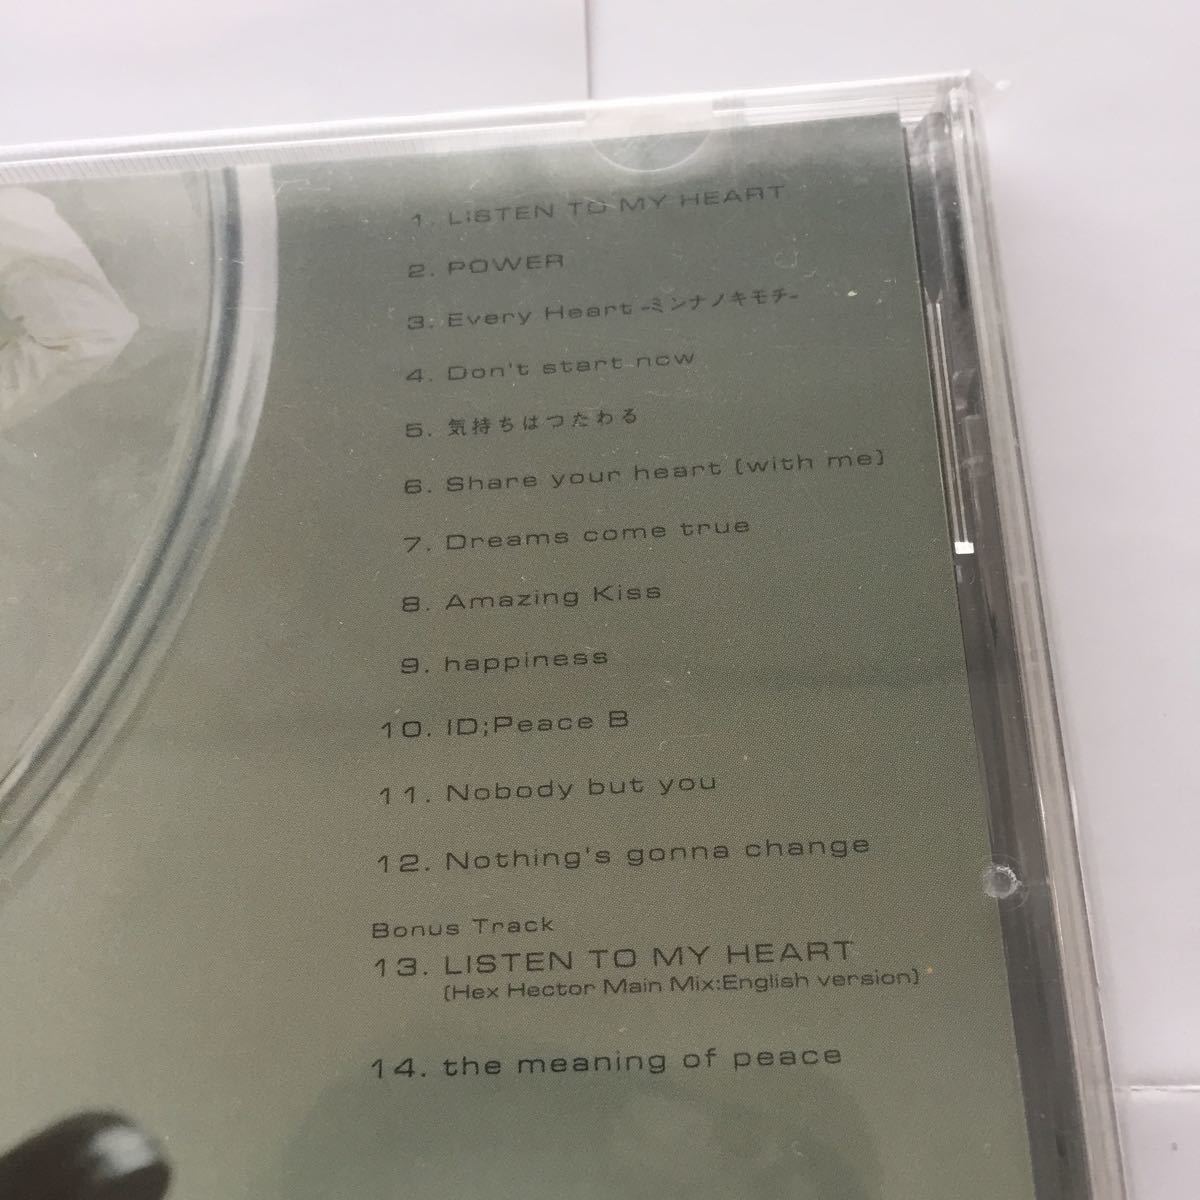 1. LISTEN TO MY HEART
2. POWER
3. Every Heart -ミンナノキモチ-
4. Don't start now
5. 気持ちはつたわる
6. Share your heart (with me)
7. Dreams come true
8. Amazing Kiss
9. happiness
10. ID;Peace B
11. Nobody but you
12. Nothing's gonna change
Bonus Track
13. LISTEN TO MY HEART
(Hex Hector Main Mix:English version)
14. the meaning of peace